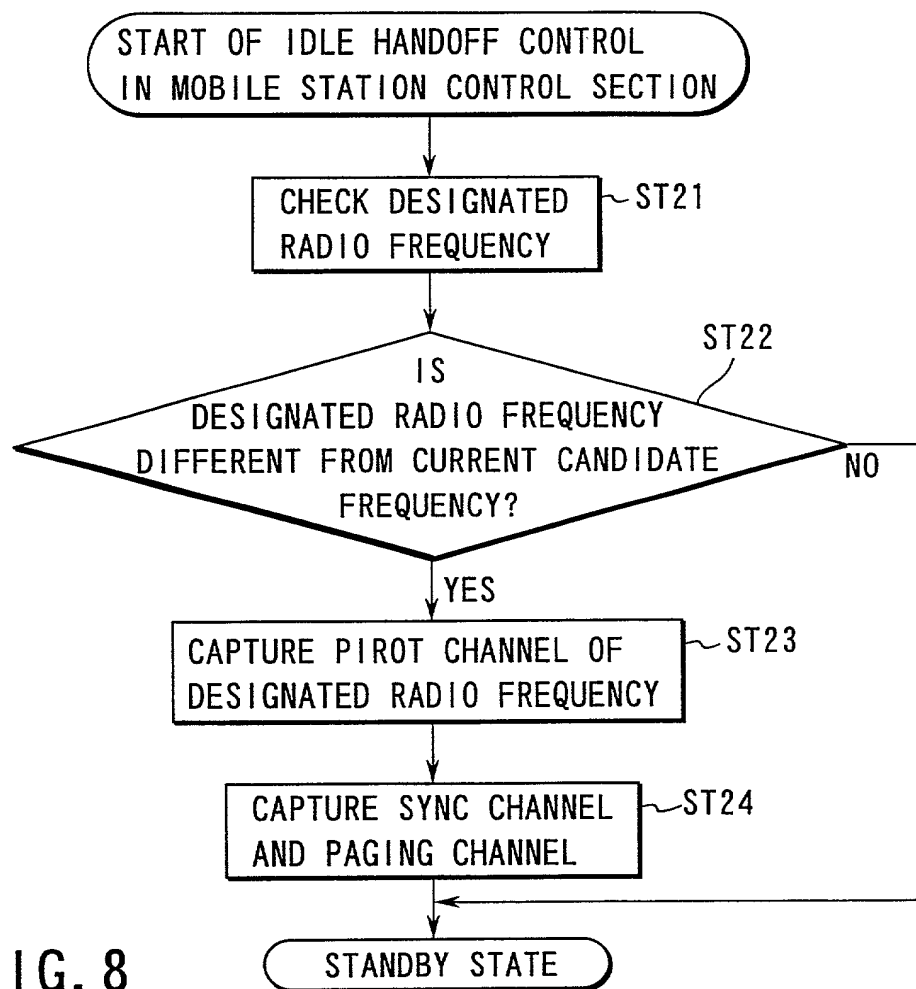 START OF IDLE HANDOFF CONTROL
IN MOBILE STATION CONTROL SECTION
CHECK DESIGNATED
RADIO FREQUENCY
ST21
ST22
IS
DESIGNATED RADIO FREQUENCY
DIFFERENT FROM CURRENT CANDIDATE
FREQUENCY?
NO
YES
CAPTURE PIROT CHANNEL OF
DESIGNATED RADIO FREQUENCY
ST23
CAPTURE SYNC CHANNEL
AND PAGING CHANNEL
ST24
STANDBY STATE
IG. 8